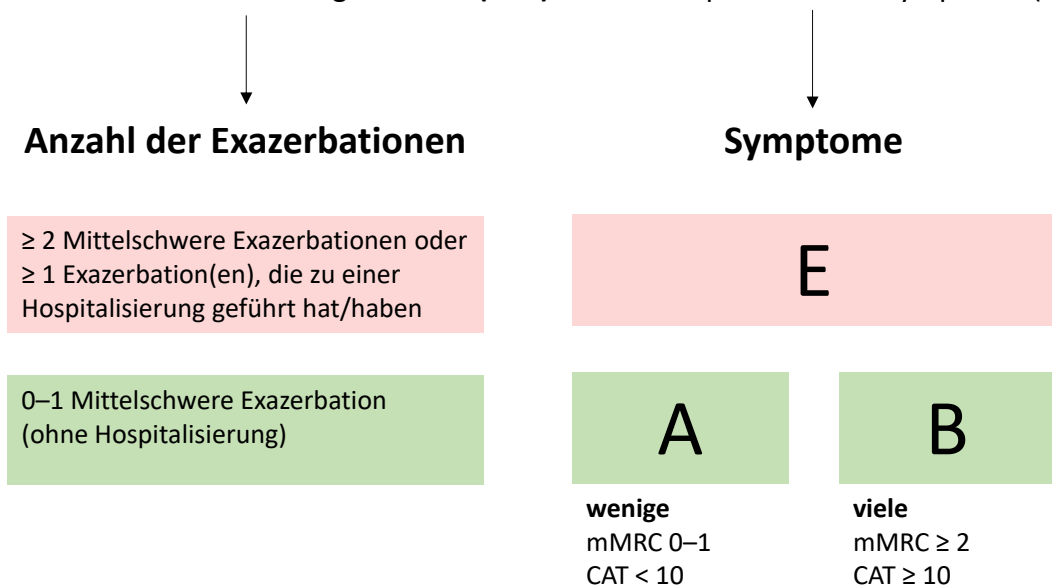 Anzahl der Exazerbationen
Symptome
≥ 2 Mittelschwere Exazerbationen oder
≥ 1 Exazerbation(en), die zu einer
Hospitalisierung geführt hat/haben
E
0–1 Mittelschwere Exazerbation
(ohne Hospitalisierung)
A
B
wenige
mMRC 0–1
CAT < 10
viele
mMRC ≥ 2
CAT ≥ 10